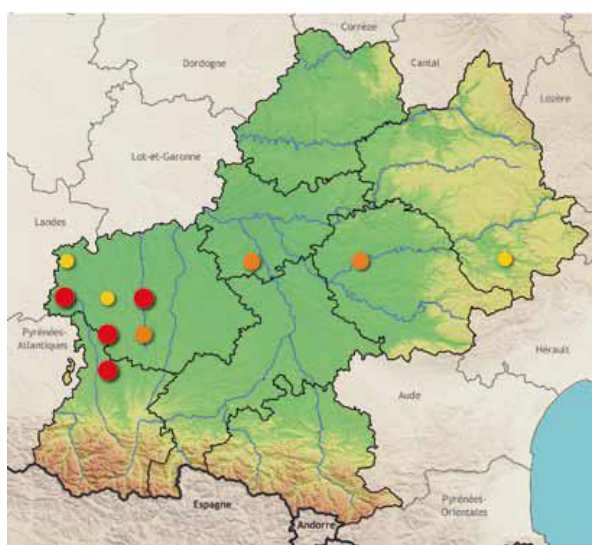 Corrèze
Dordogne
Cantal
Lozère
Lot-et-Garonne
Landes
Pyrénées-
Atlantiques
Hérault
Aude
Espagne
Andorre
Pyrénées-
Orientales